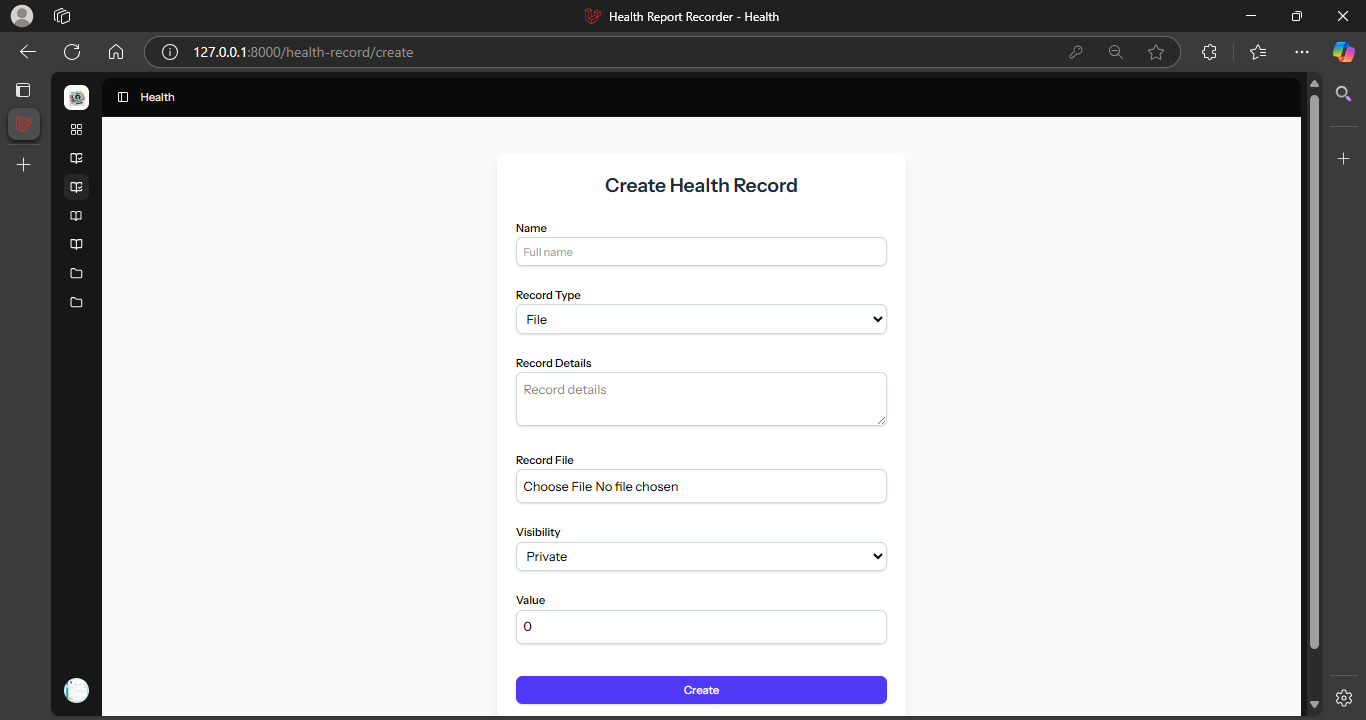 Health Report Recorder - Health
127.0.0.1:8000/health-record/create
Health
Create Health Record
Name
Full name
Record Type
File
Record Details
Record details
Record File
Choose File No file chosen
Visibility
Private
Value
0
Create